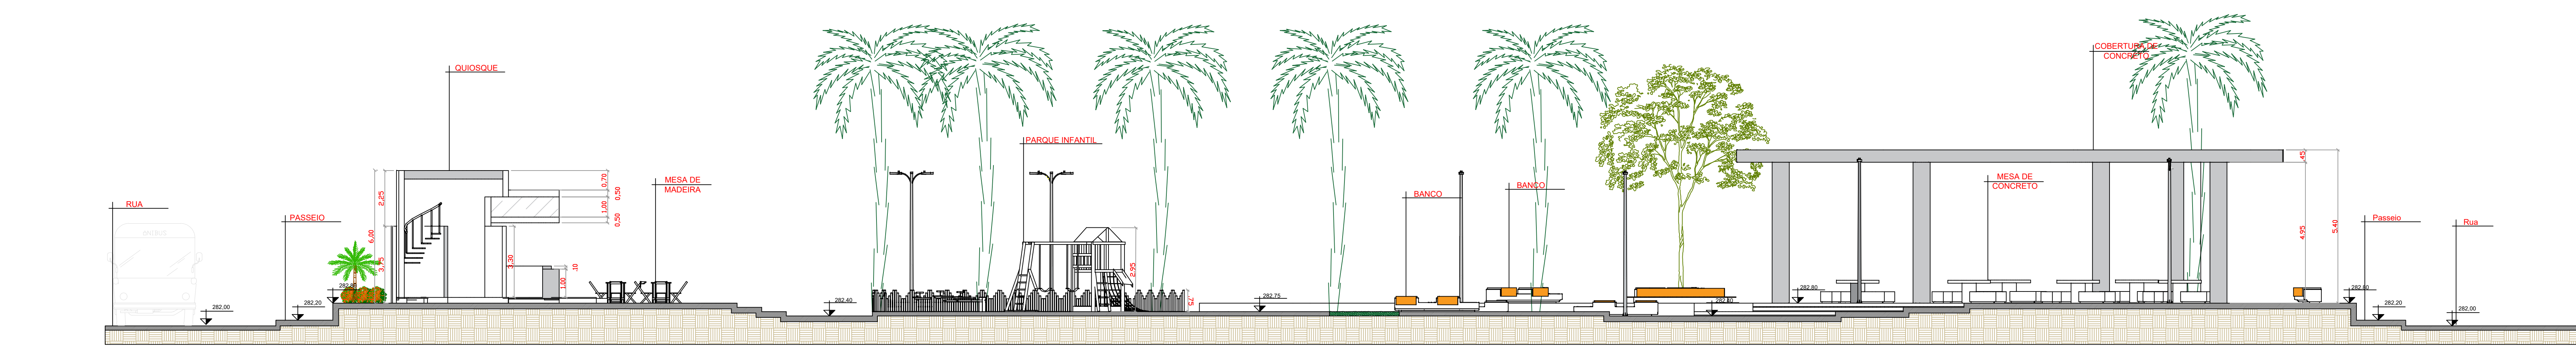 RUA
282.00
PASSEIO
282.20
282.80
QUIOSQUE
6,00
2,25
3,75
3,30
0,70
0,50
1,00
0,50
1,00
,10
MESA DE
MADEIRA
282.40
PARQUE INFANTIL
2,95
,75
282.75
BANCO
BANCO
282.80
MESA DE
CONCRETO
COBERTURA DE
CONCRETO
,45
4,95
5,40
282.80
Passeio
282.20
Rua
282.00